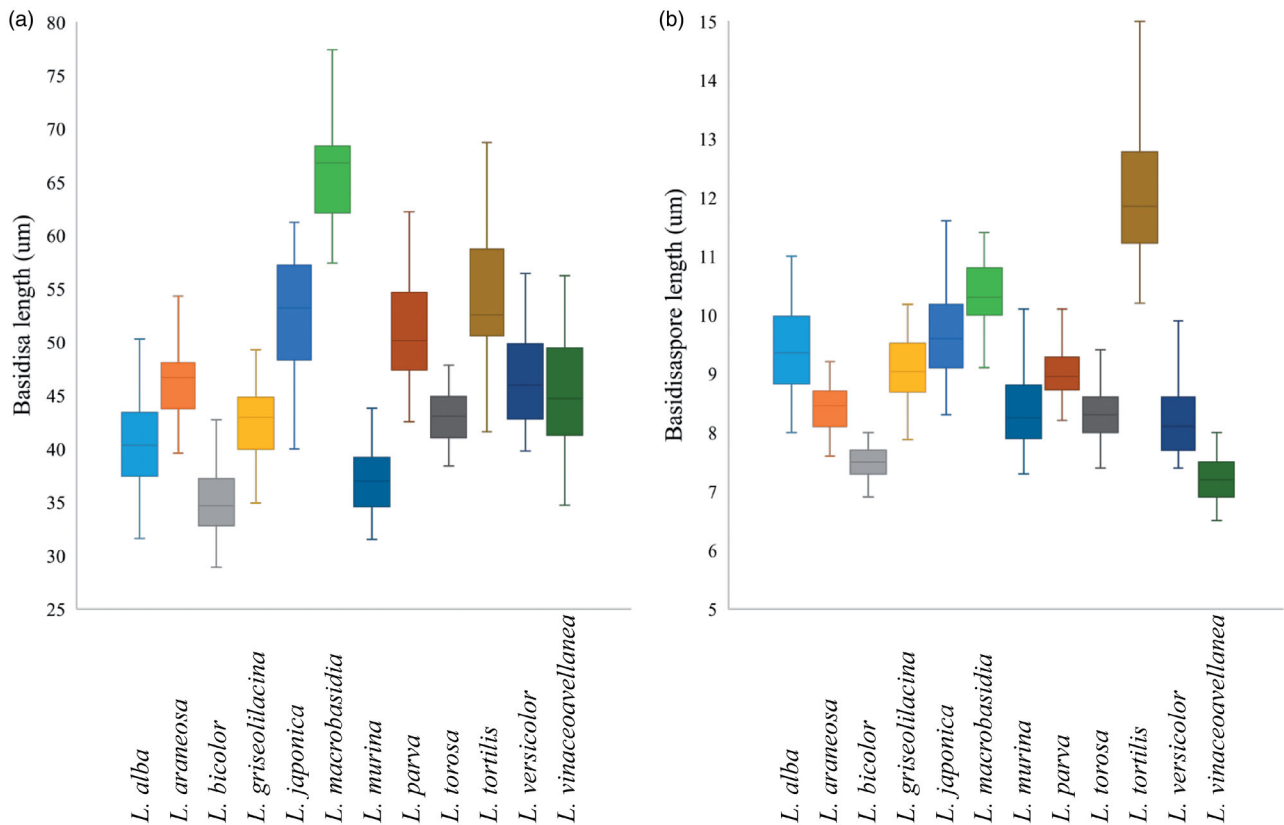 (a)
80
75
70
65
60
55
50
45
40
35
30
25
Basidisa length (um)
L. alba
L. araneosa
L. bicolor
L. griseolilacina
L. japonica
L. macrobasidia
L. murina
L. parva
L. torosa
L. tortilis
L. versicolor
L. vinaceoavellanea
(b)
15
14
13
12
11
10
9
8
7
6
5
Basidisaspore length (um)
L. alba
L. araneosa
L. bicolor
L. griseolilacina
L. japonica
L. macrobasidia
L. murina
L. parva
L. torosa
L. tortilis
L. versicolor
L. vinaceoavellanea